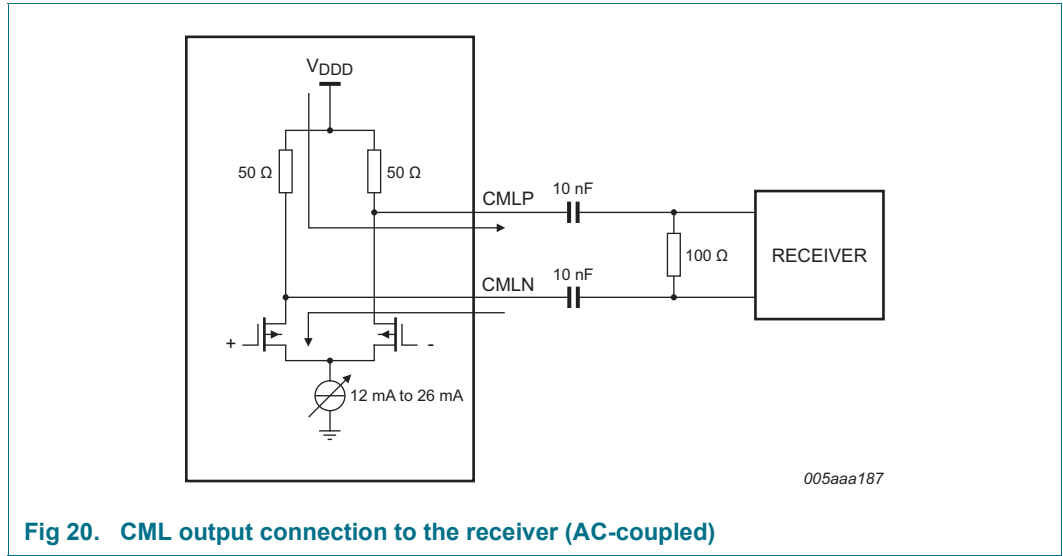 VDDD
50 Ω
50 Ω
CMLP
10 nF
100 Ω
RECEIVER
CMLN
10 nF
+
-
12 mA to 26 mA
005aaa187
Fig 20. CML output connection to the receiver (AC-coupled)